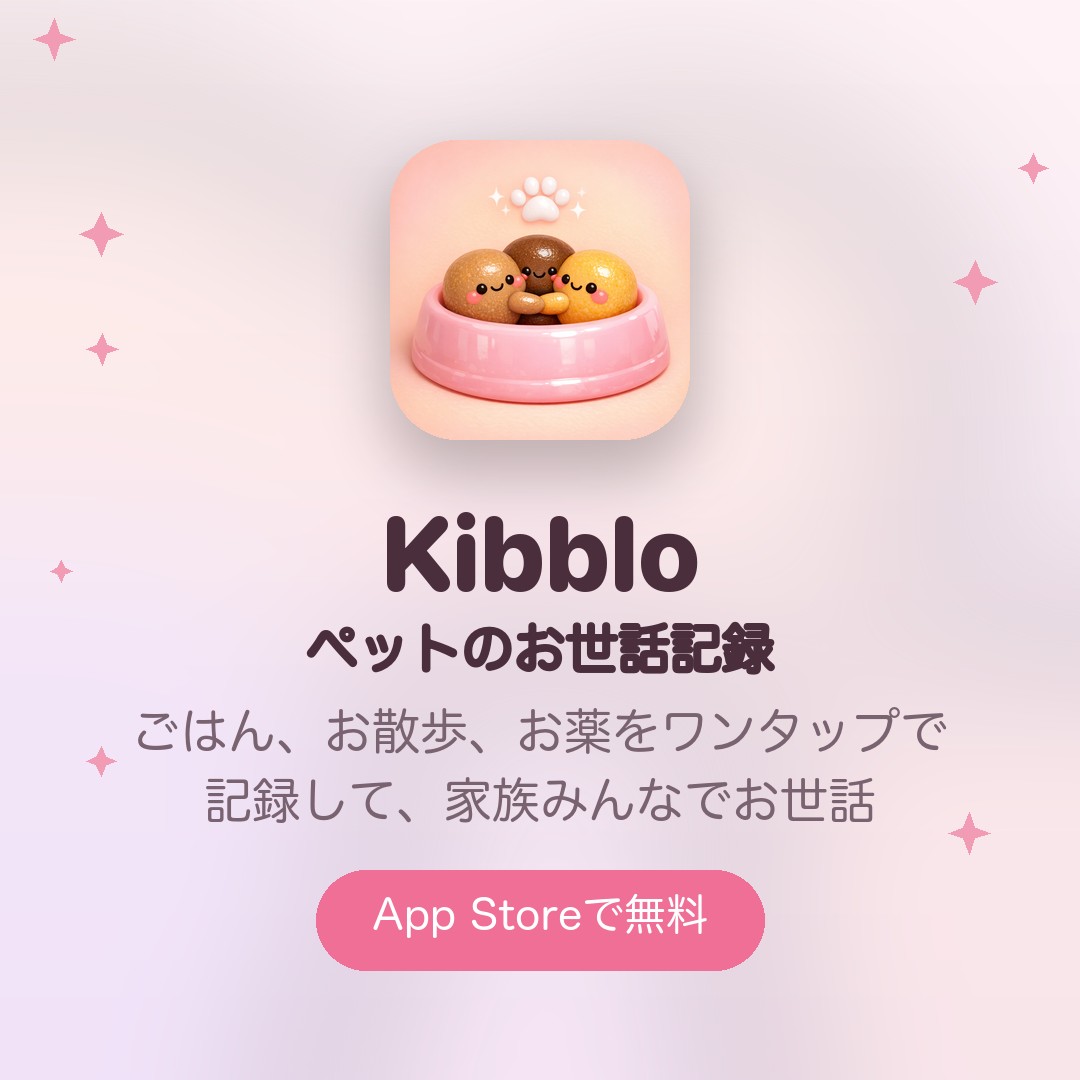 Kibblo
ペットのお世話記録
ごはん、お散歩、お薬をワンタップで
記録して、家族みんなでお世話
App Storeで無料